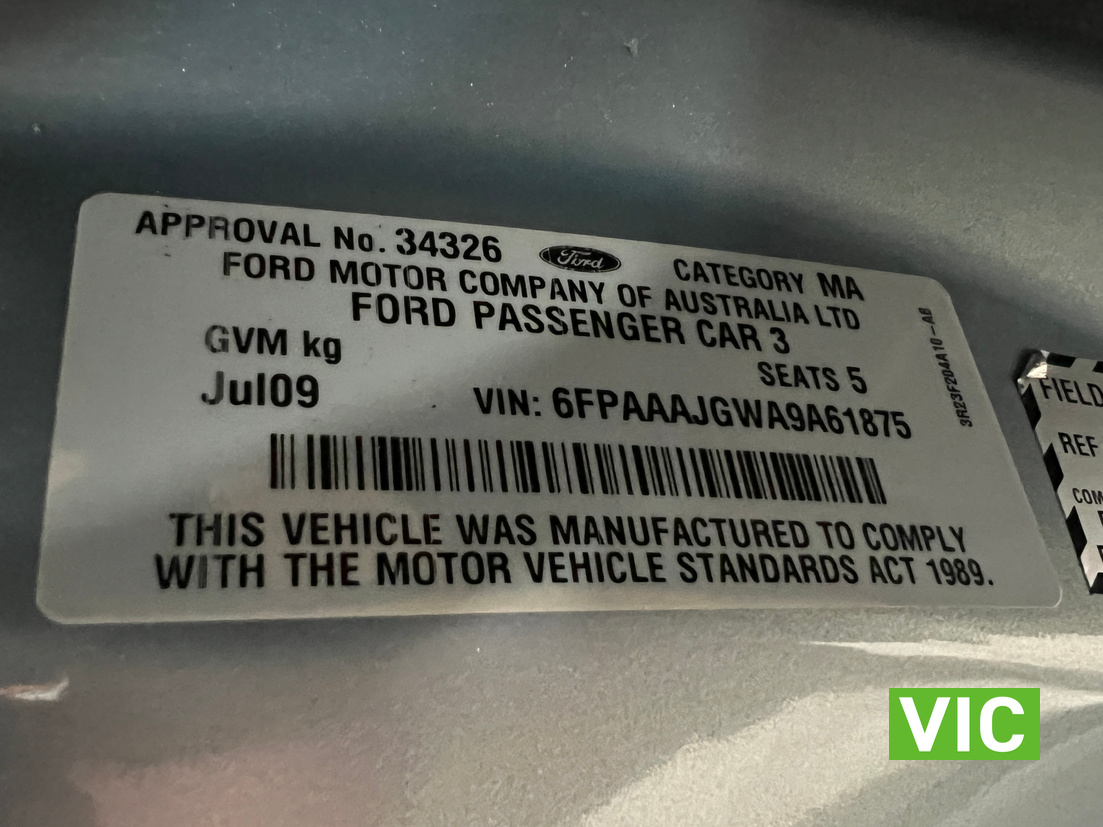 APPROVAL No. 34326 Ford CATEGORY MA
FORD MOTOR COMPANY OF AUSTRALIA LTD
FORD PASSENGER CAR 3
GVM kg
SEATS 5
Jul09 VIN: 6FPAAAJGWA9A61875
THIS VEHICLE WAS MANUFACTURED TO COMPLY
WITH THE MOTOR VEHICLE STANDARDS ACT 1989.
3R23F204A10-AB
FIELD
REF
COM
VIC